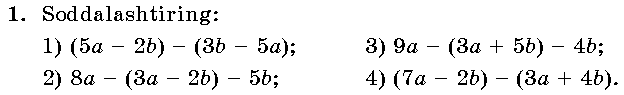 1. Soddalashtiring:
1) (5a − 2b) − (3b − 5a);   3) 9a − (3a + 5b) − 4b;
2) 8a − (3a − 2b) − 5b;   4) (7a − 2b) − (3a + 4b).